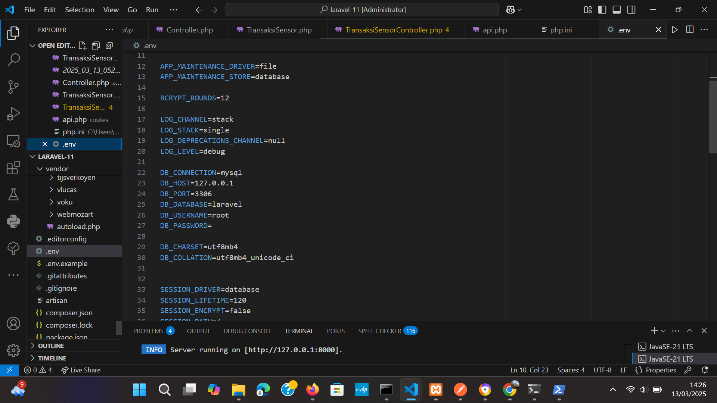 File Edit Selection View Go Run ... laravel 11 [Administrator]
EXPLORER
php Controller.php TransaksiSensor.php TransaksiSensorController.php 4 api.php php.ini .env
OPEN EDIT...
.env
TransaksiSensor...
2025_03_13_052...
Controller.php
TransaksiSensor...
TransaksiSe... 4
api.php routes
php.ini C:\Users\...
.env
LARAVEL-11
vendor
tijsverkoyen
vlucas
voku
webmozart
autoload.php
.editorconfig
.env
.env.example
.gitattributes
.gitignore
artisan
composer.json
composer.lock
package.json
OUTLINE
TIMELINE
11
12 APP_MAINTENANCE_DRIVER=file
13 APP_MAINTENANCE_STORE=database
14
15 BCRYPT_ROUNDS=12
16
17 LOG_CHANNEL=stack
18 LOG_STACK=single
19 LOG_DEPRECATIONS_CHANNEL=null
20 LOG_LEVEL=debug
21
22 DB_CONNECTION=mysql
23 DB_HOST=127.0.0.1
24 DB_PORT=3306
25 DB_DATABASE=laravel
26 DB_USERNAME=root
27 DB_PASSWORD=
28
29 DB_CHARSET=utf8mb4
30 DB_COLLATION=utf8mb4_unicode_ci
31
32
33 SESSION_DRIVER=database
34 SESSION_LIFETIME=120
35 SESSION_ENCRYPT=false
PROBLEMS 4 OUTPUT DEBUG CONSOLE TERMINAL PORTS SPELL CHECKER 116
INFO Server running on [http://127.0.0.1:8000].
JavaSE-21 LTS
JavaSE-21 LTS
0 4 Live Share Ln 10, Col 23 Spaces: 4 UTF-8 LF Properties
14:26
13/03/2025